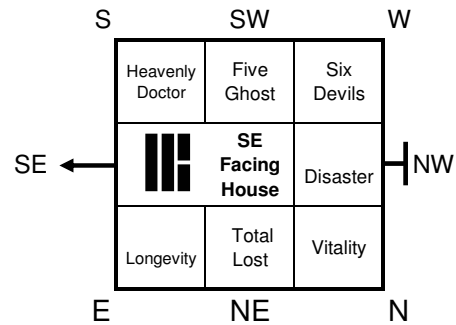 S SW W
Heavenly
Doctor
Five
Ghost
Six
Devils
SE
SE
Facing
House
Disaster
NW
Longevity
Total
Lost
Vitality
E NE N